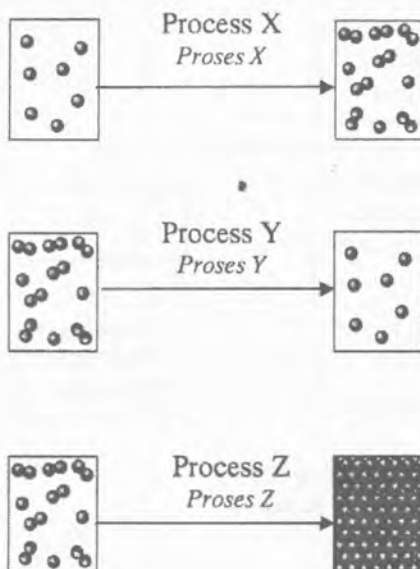 Process X
Proses X
Process Y
Proses Y
Process Z
Proses Z